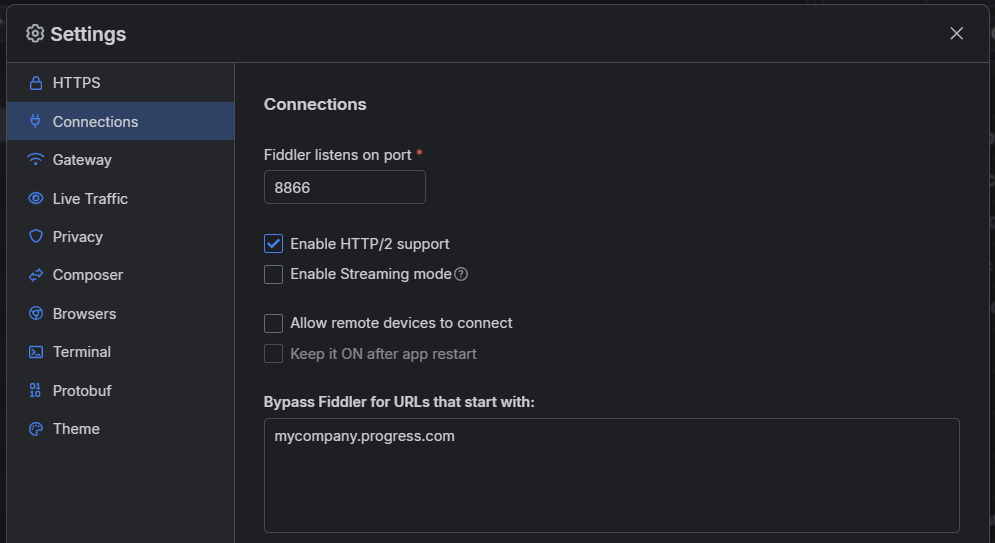 Settings
HTTPS
Connections
Gateway
Live Traffic
Privacy
Composer
Browsers
Terminal
Protobuf
Theme
Connections
Fiddler listens on port *
8866
Enable HTTP/2 support
Enable Streaming mode ?
Allow remote devices to connect
Keep it ON after app restart
Bypass Fiddler for URLs that start with:
mycompany.progress.com